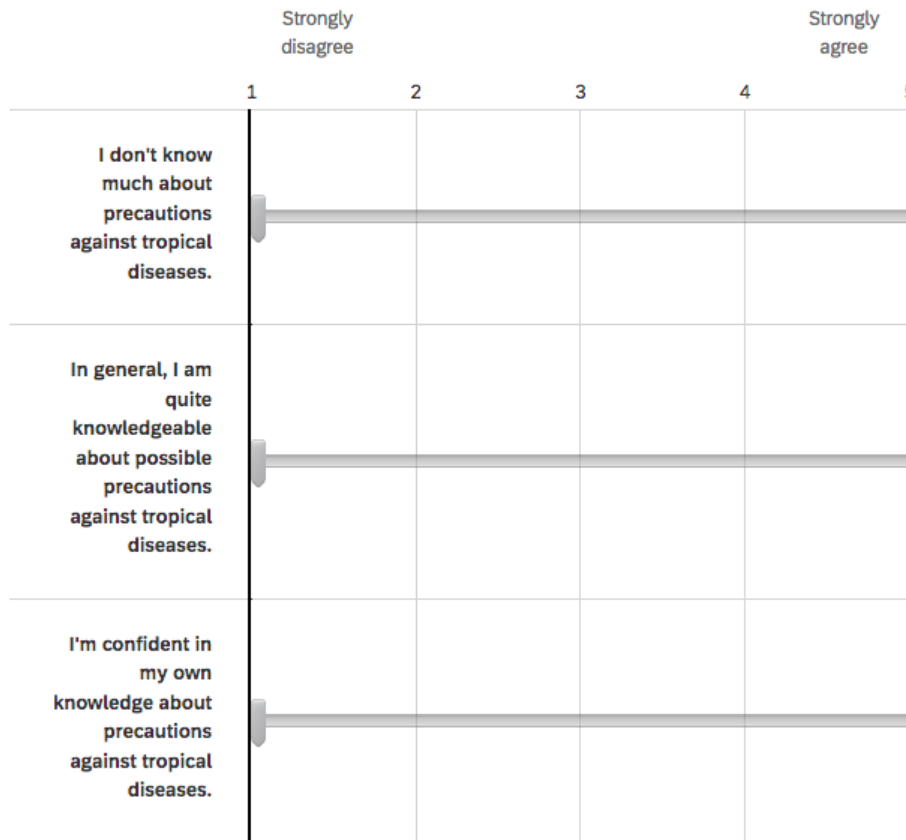 Strongly disagree
Strongly agree
1 2 3 4
I don't know
much about
precautions
against tropical
diseases.
In general, I am
quite
knowledgeable
about possible
precautions
against tropical
diseases.
I'm confident in
my own
knowledge about
precautions
against tropical
diseases.